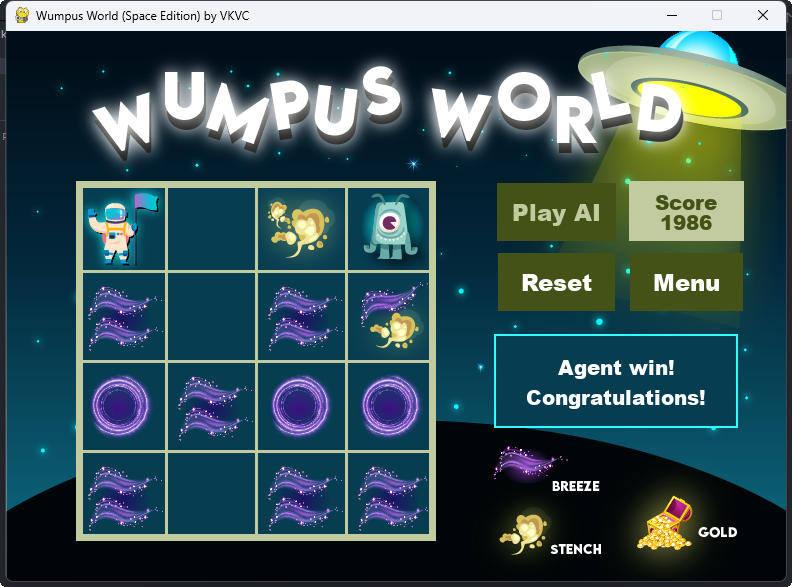 Wumpus World (Space Edition) by VKVC
WUMPUS WORLD
Play AI
Score
1986
Reset
Menu
Agent win!
Congratulations!
BREEZE
STENCH
GOLD